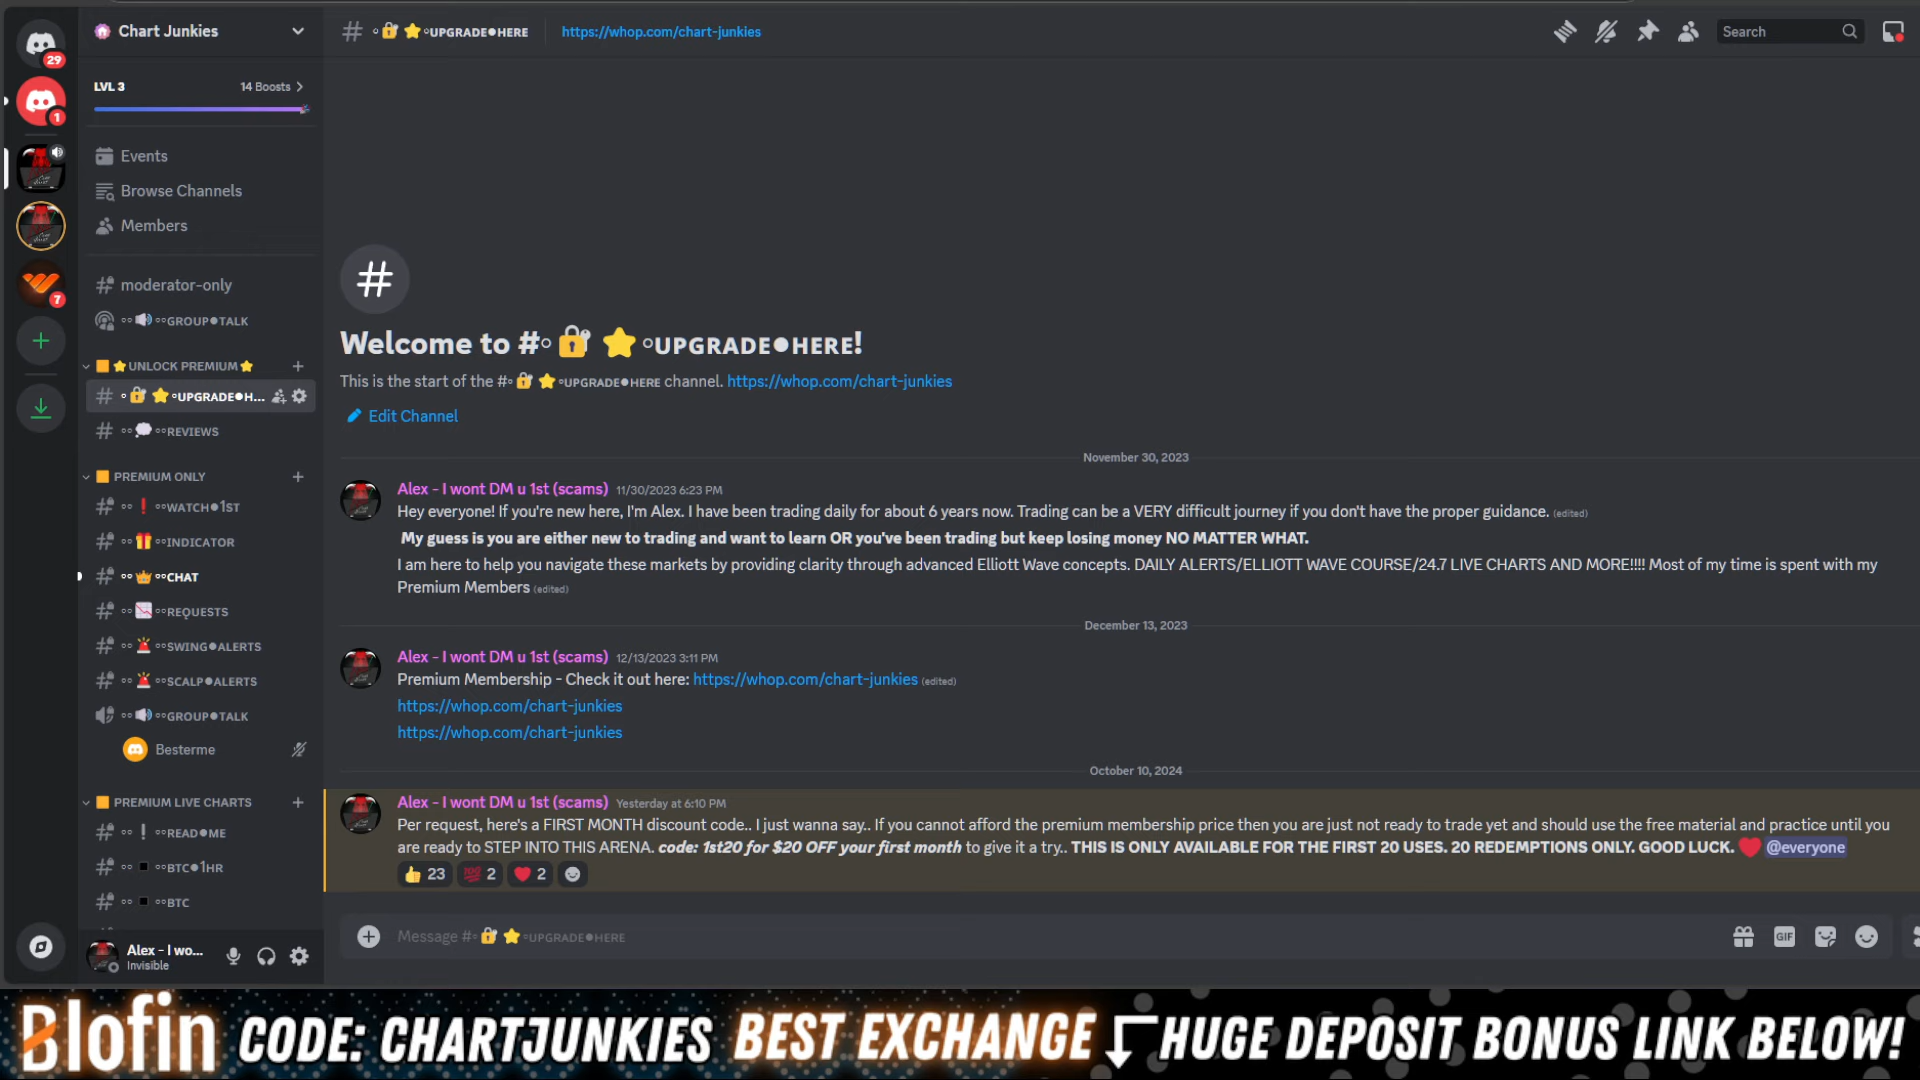 Chart Junkies
LVL 3
14 Boosts
Events
Browse Channels
Members
moderator-only
GROUP●TALK
UNLOCK PREMIUM
UPGRADE●H...
REVIEWS
PREMIUM ONLY
WATCH●1ST
INDICATOR
CHAT
REQUESTS
SWING●ALERTS
SCALP●ALERTS
GROUP●TALK
Besterme
PREMIUM LIVE CHARTS
READ●ME
BTC●1HR
BTC
Alex - I wo...
Invisible
29
1
7
UPGRADE●HERE
https://whop.com/chart-junkies
Search
Welcome to #◦🔐⭐◦UPGRADE●HERE!
This is the start of the #◦🔐⭐◦UPGRADE●HERE channel. https://whop.com/chart-junkies
Edit Channel
November 30, 2023
Alex - I wont DM u 1st (scams) 11/30/2023 6:23 PM
Hey everyone! If you're new here, I'm Alex. I have been trading daily for about 6 years now. Trading can be a VERY difficult journey if you don't have the proper guidance. (edited)
My guess is you are either new to trading and want to learn OR you've been trading but keep losing money NO MATTER WHAT.
I am here to help you navigate these markets by providing clarity through advanced Elliott Wave concepts. DAILY ALERTS/ELLIOTT WAVE COURSE/24.7 LIVE CHARTS AND MORE!!!! Most of my time is spent with my
Premium Members (edited)
December 13, 2023
Alex - I wont DM u 1st (scams) 12/13/2023 3:11 PM
Premium Membership - Check it out here: https://whop.com/chart-junkies (edited)
https://whop.com/chart-junkies
https://whop.com/chart-junkies
October 10, 2024
Alex - I wont DM u 1st (scams) Yesterday at 6:10 PM
Per request, here's a FIRST MONTH discount code.. I just wanna say.. If you cannot afford the premium membership price then you are just not ready to trade yet and should use the free material and practice until you
are ready to STEP INTO THIS ARENA. code: 1st20 for $20 OFF your first month to give it a try.. THIS IS ONLY AVAILABLE FOR THE FIRST 20 USES. 20 REDEMPTIONS ONLY. GOOD LUCK. ❤️ @everyone
👍 23 💯 2 ❤️ 2
Message #◦🔐⭐◦UPGRADE●HERE
GIF
Blofin CODE: CHARTJUNKIES BEST EXCHANGE HUGE DEPOSIT BONUS LINK BELOW!